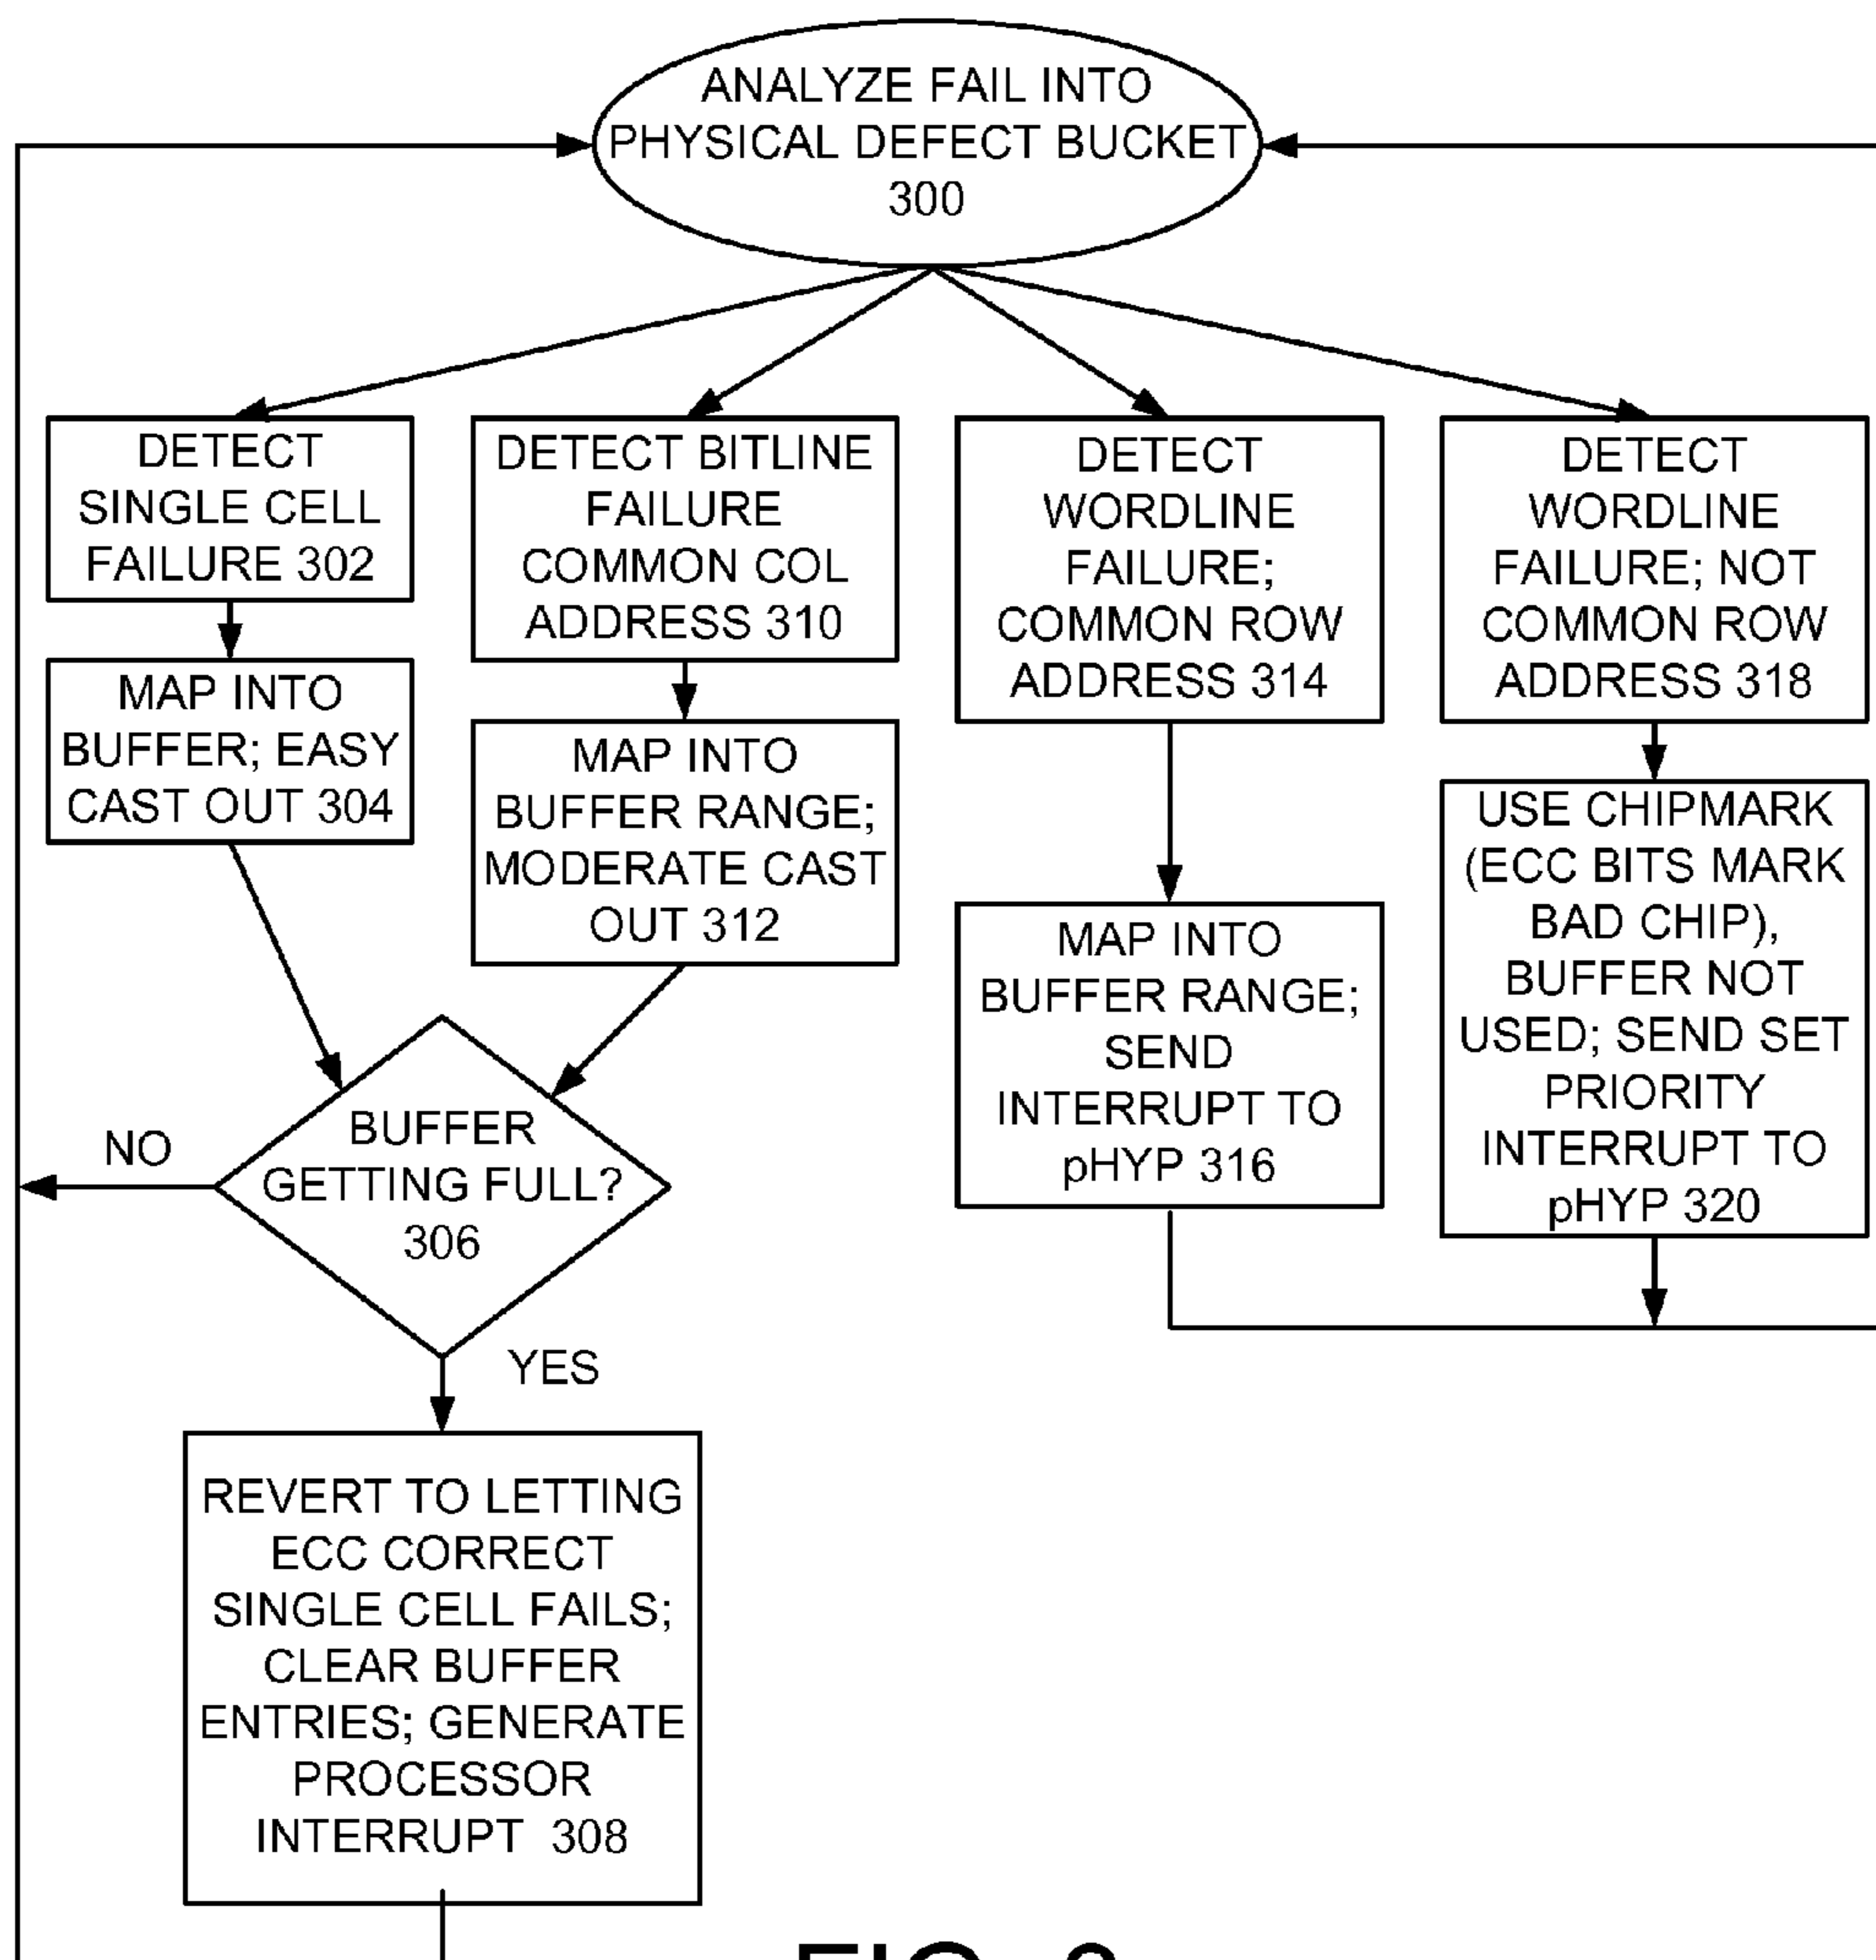 ANALYZE FAIL INTO
PHYSICAL DEFECT BUCKET
300
DETECT
SINGLE CELL
FAILURE 302
DETECT BITLINE
FAILURE
COMMON COL
ADDRESS 310
DETECT
WORDLINE
FAILURE;
COMMON ROW
ADDRESS 314
DETECT
WORDLINE
FAILURE; NOT
COMMON ROW
ADDRESS 318
MAP INTO
BUFFER; EASY
CAST OUT 304
MAP INTO
BUFFER RANGE;
MODERATE CAST
OUT 312
MAP INTO
BUFFER RANGE;
SEND
INTERRUPT TO
pHYP 316
USE CHIPMARK
(ECC BITS MARK
BAD CHIP),
BUFFER NOT
USED; SEND SET
PRIORITY
INTERRUPT TO
pHYP 320
NO
BUFFER
GETTING FULL?
306
YES
REVERT TO LETTING
ECC CORRECT
SINGLE CELL FAILS;
CLEAR BUFFER
ENTRIES; GENERATE
PROCESSOR
INTERRUPT 308
FIG.